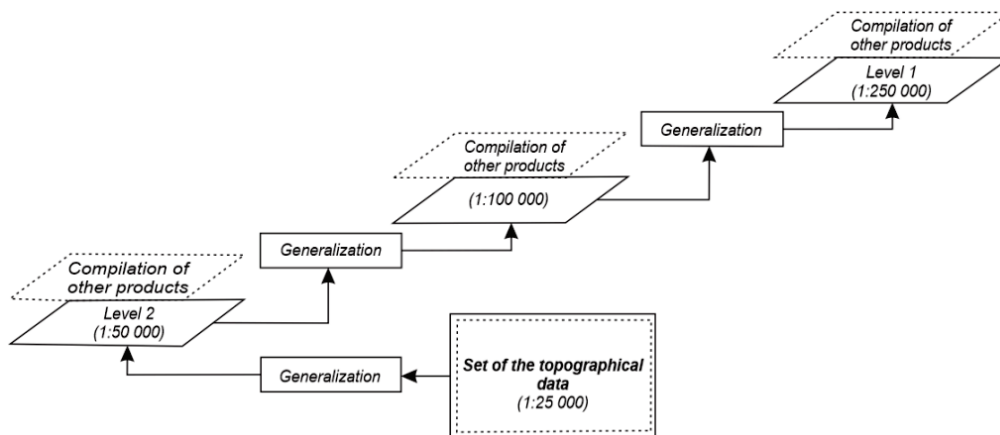 Compilation of
other products
Level 1
(1:250 000)
Generalization
Compilation of
other products
(1:100 000)
Generalization
Compilation of
other products
Level 2
(1:50 000)
Generalization
Set of the topographical
data
(1:25 000)